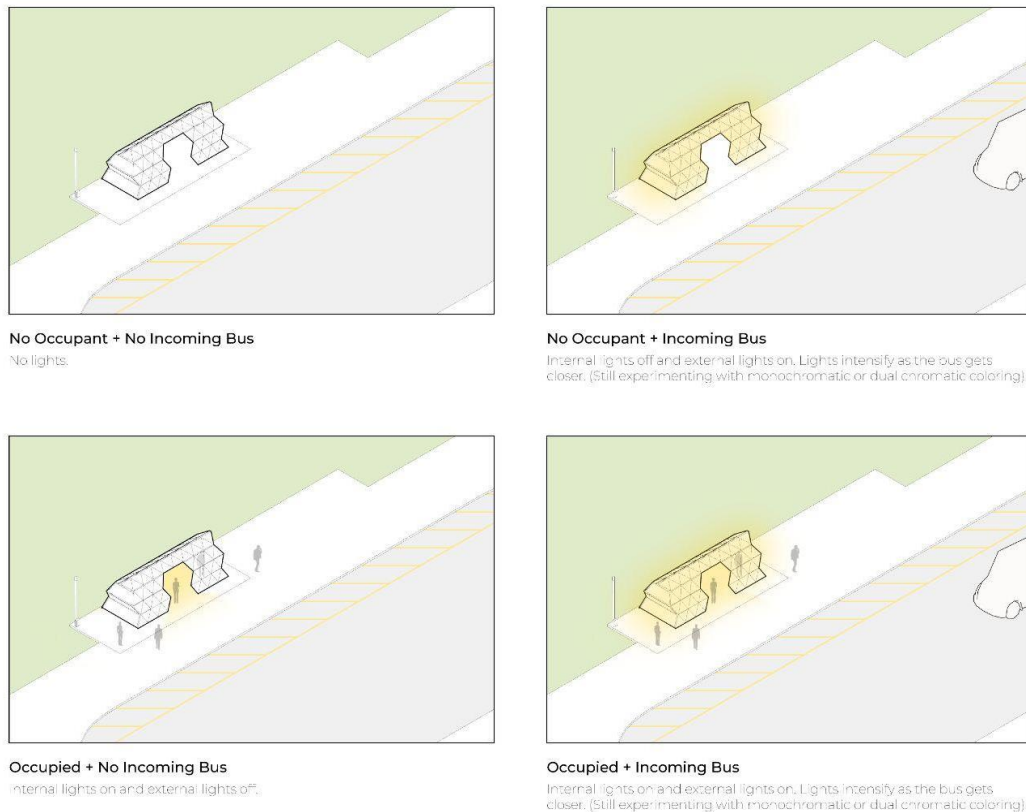 No Occupant + No Incoming Bus
No lights.
No Occupant + Incoming Bus
Internal lights off and external lights on. Lights intensify as the bus gets
closer. (Still experimenting with monochromatic or dual chromatic coloring)
Occupied + No Incoming Bus
Internal lights on and external lights off.
Occupied + Incoming Bus
Internal lights on and external lights on. Lights intensify as the bus gets
closer. (Still experimenting with monochromatic or dual chromatic coloring)